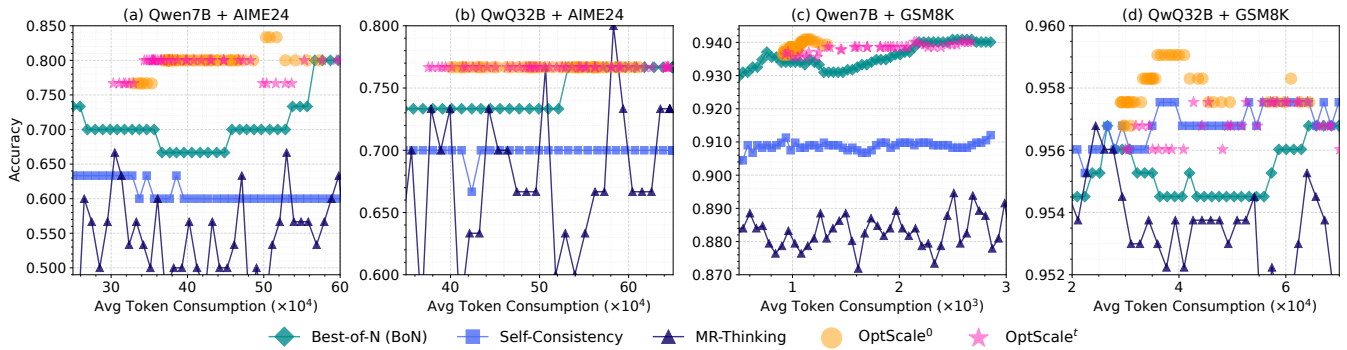 (a) Qwen7B + AIME24
Accuracy
0.850
0.800
0.750
0.700
0.650
0.600
0.550
0.500
30 40 50 60
Avg Token Consumption (×10⁴)
(b) QwQ32B + AIME24
0.800
0.750
0.700
0.650
0.600
40 50 60
Avg Token Consumption (×10⁴)
(c) Qwen7B + GSM8K
0.940
0.930
0.920
0.910
0.900
0.890
0.880
0.870
1 2 3
Avg Token Consumption (×10³)
(d) QwQ32B + GSM8K
0.960
0.958
0.956
0.954
0.952
2 4 6
Avg Token Consumption (×10⁴)
Best-of-N (BoN) Self-Consistency MR-Thinking OptScale⁰ OptScaleᵗ